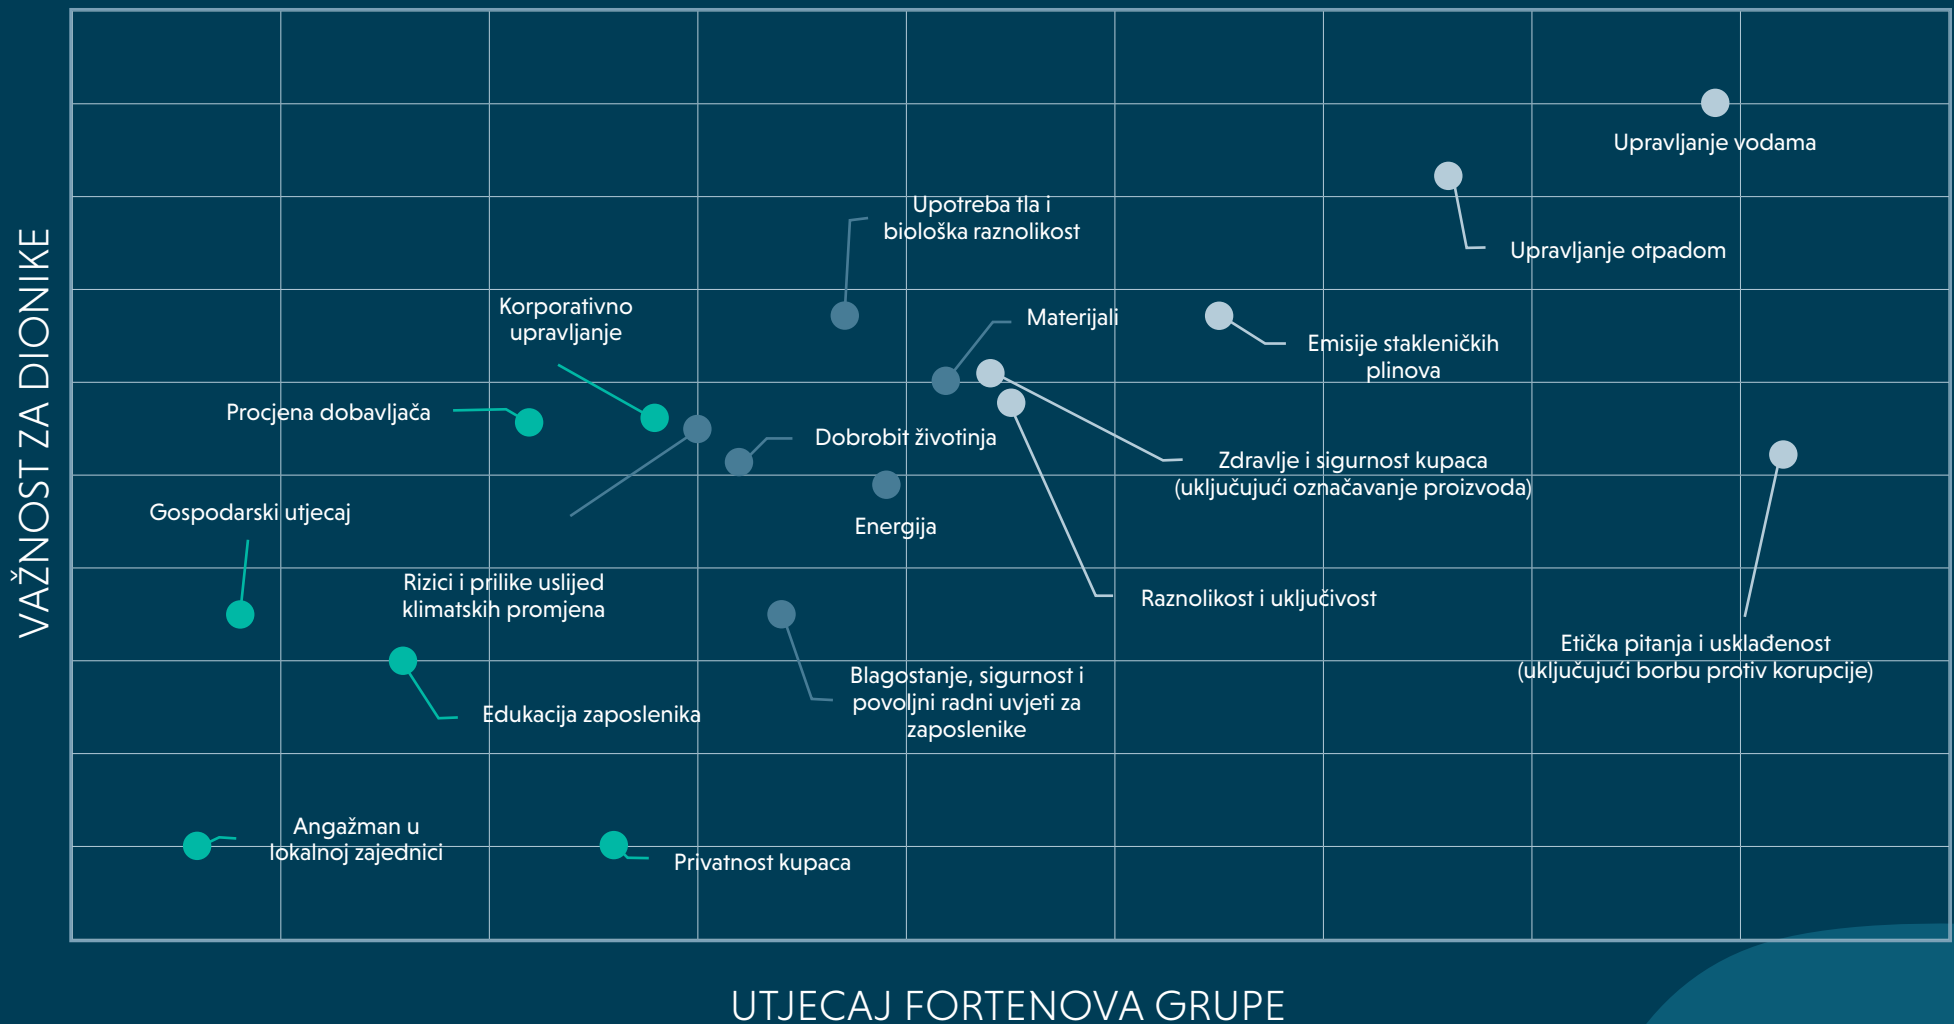 VAŽNOST ZA DIONIKE
Upravljanje vodama
Upotreba tla i
biološka raznolikost
Upravljanje otpadom
Korporativno
upravljanje
Materijali
Emisije stakleničkih
plinova
Procjena dobavljača
Dobrobit životinja
Zdravlje i sigurnost kupaca
(uključujući označavanje proizvoda)
Gospodarski utjecaj
Energija
Rizici i prilike uslijed
klimatskih promjena
Raznolikost i uključivost
Etička pitanja i usklađenost
(uključujući borbu protiv korupcije)
Blagostanje, sigurnost i
povoljni radni uvjeti za
zaposlenike
Edukacija zaposlenika
Angažman u
lokalnoj zajednici
Privatnost kupaca
UTJECAJ FORTENOVA GRUPE